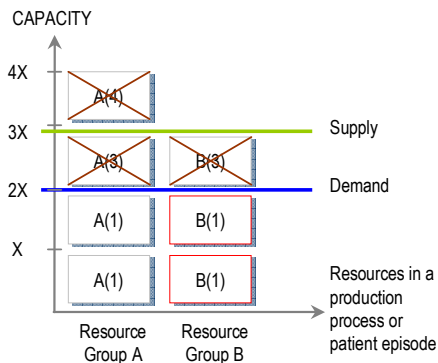 CAPACITY
4X
A(4)
3X
Supply
A(3) B(3)
2X
Demand
A(1) B(1)
X
A(1) B(1)
Resources in a
production
process or
patient episode
Resource
Group A
Resource
Group B